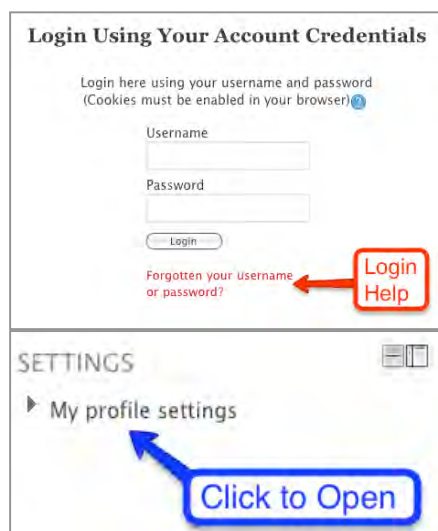 Login Using Your Account Credentials
Login here using your username and password
(Cookies must be enabled in your browser)?
Username
Password
Login
Forgotten your username
or password?
Login
Help
SETTINGS
My profile settings
Click to Open